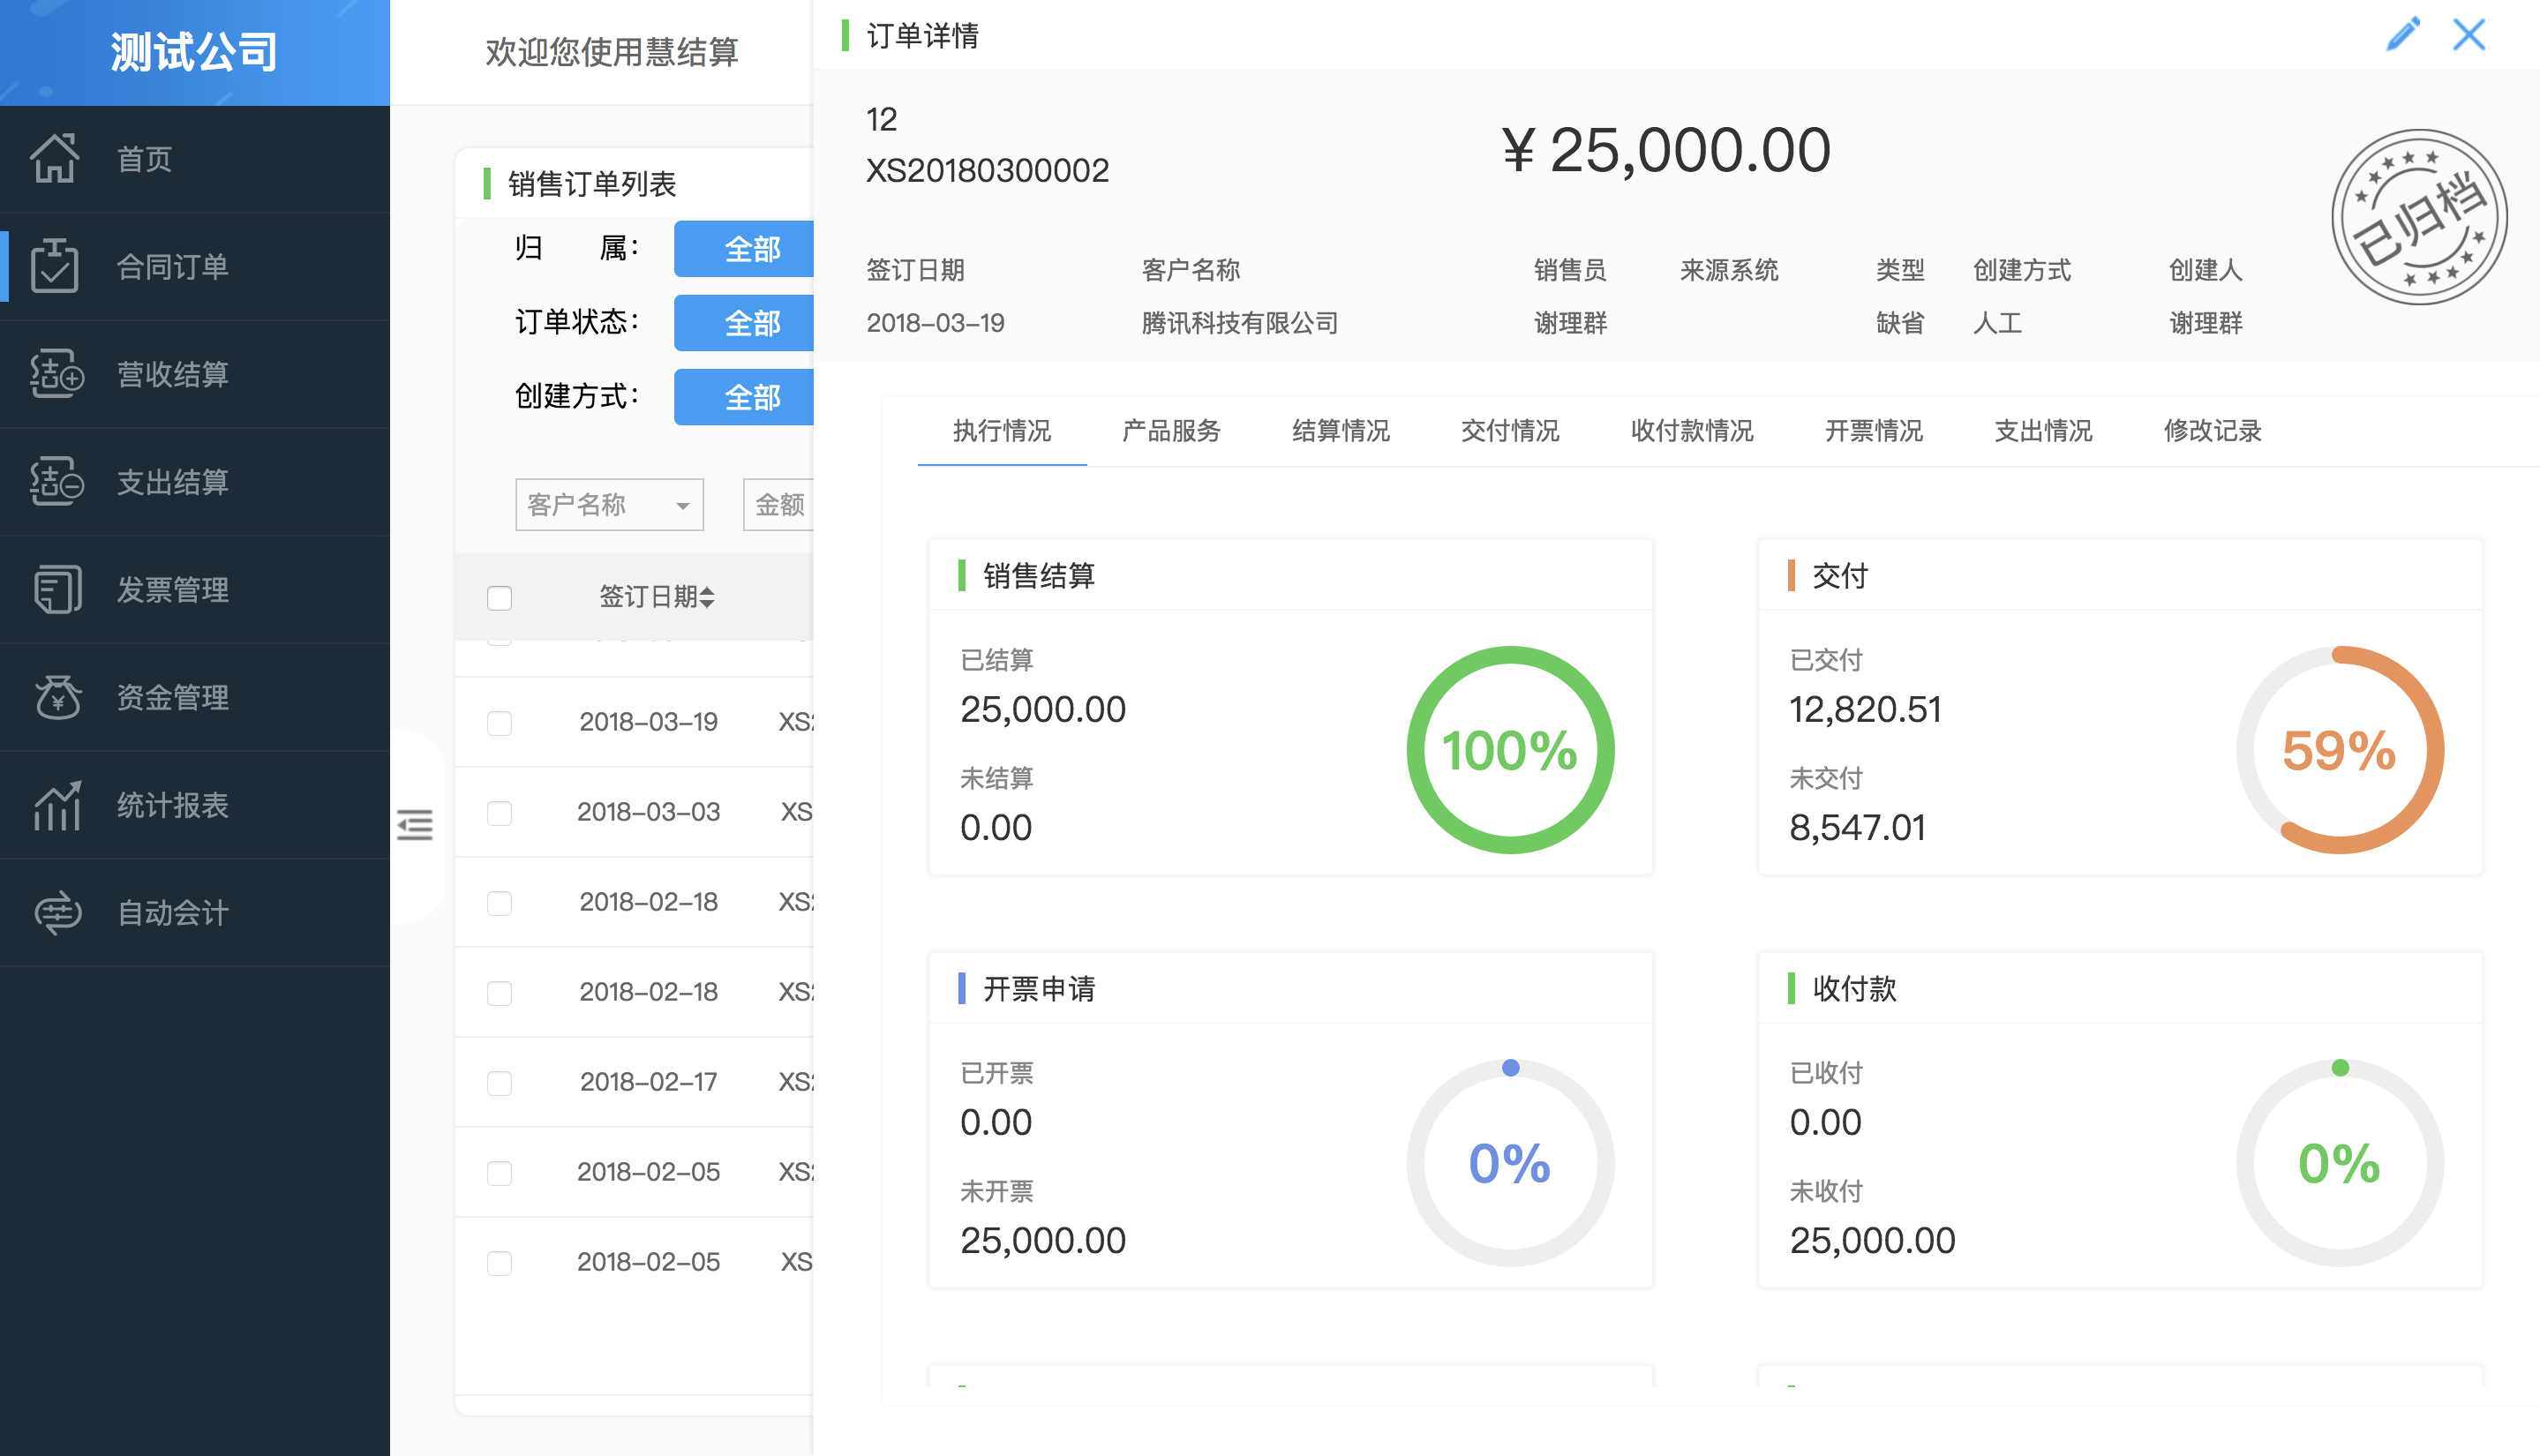 测试公司
首页
合同订单
营收结算
支出结算
发票管理
资金管理
统计报表
自动会计
欢迎您使用慧结算
销售订单列表
归 属：
全部
订单状态：
全部
创建方式：
全部
客户名称
金额
签订日期
2018-03-19 XS
2018-03-03 XS
2018-02-18 XS
2018-02-18 XS
2018-02-17 XS
2018-02-05 XS
2018-02-05 XS
订单详情
12
XS20180300002
¥ 25,000.00
已归档
签订日期 客户名称 销售员 来源系统 类型 创建方式 创建人
2018-03-19 腾讯科技有限公司 谢理群 缺省 人工 谢理群
执行情况 产品服务 结算情况 交付情况 收付款情况 开票情况 支出情况 修改记录
销售结算
已结算
25,000.00
未结算
0.00
100%
交付
已交付
12,820.51
未交付
8,547.01
59%
开票申请
已开票
0.00
未开票
25,000.00
0%
收付款
已收付
0.00
未收付
25,000.00
0%